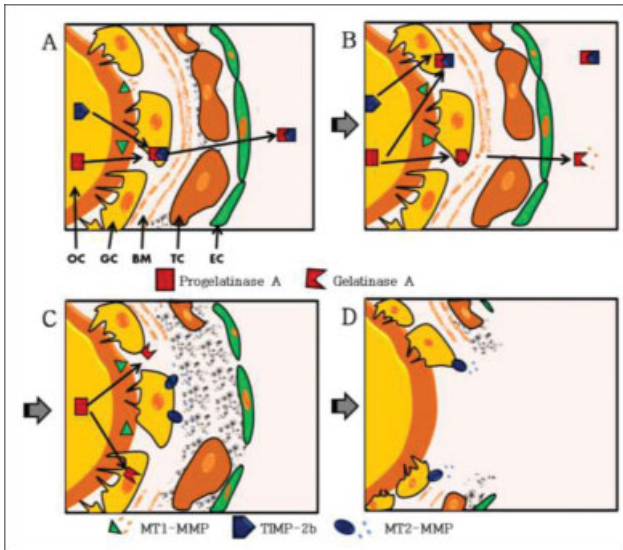 A
B
OC GC BM TC EC
Progelatinase A Gelatinase A
C
D
MT1-MMP TIMP-2b MT2-MMP